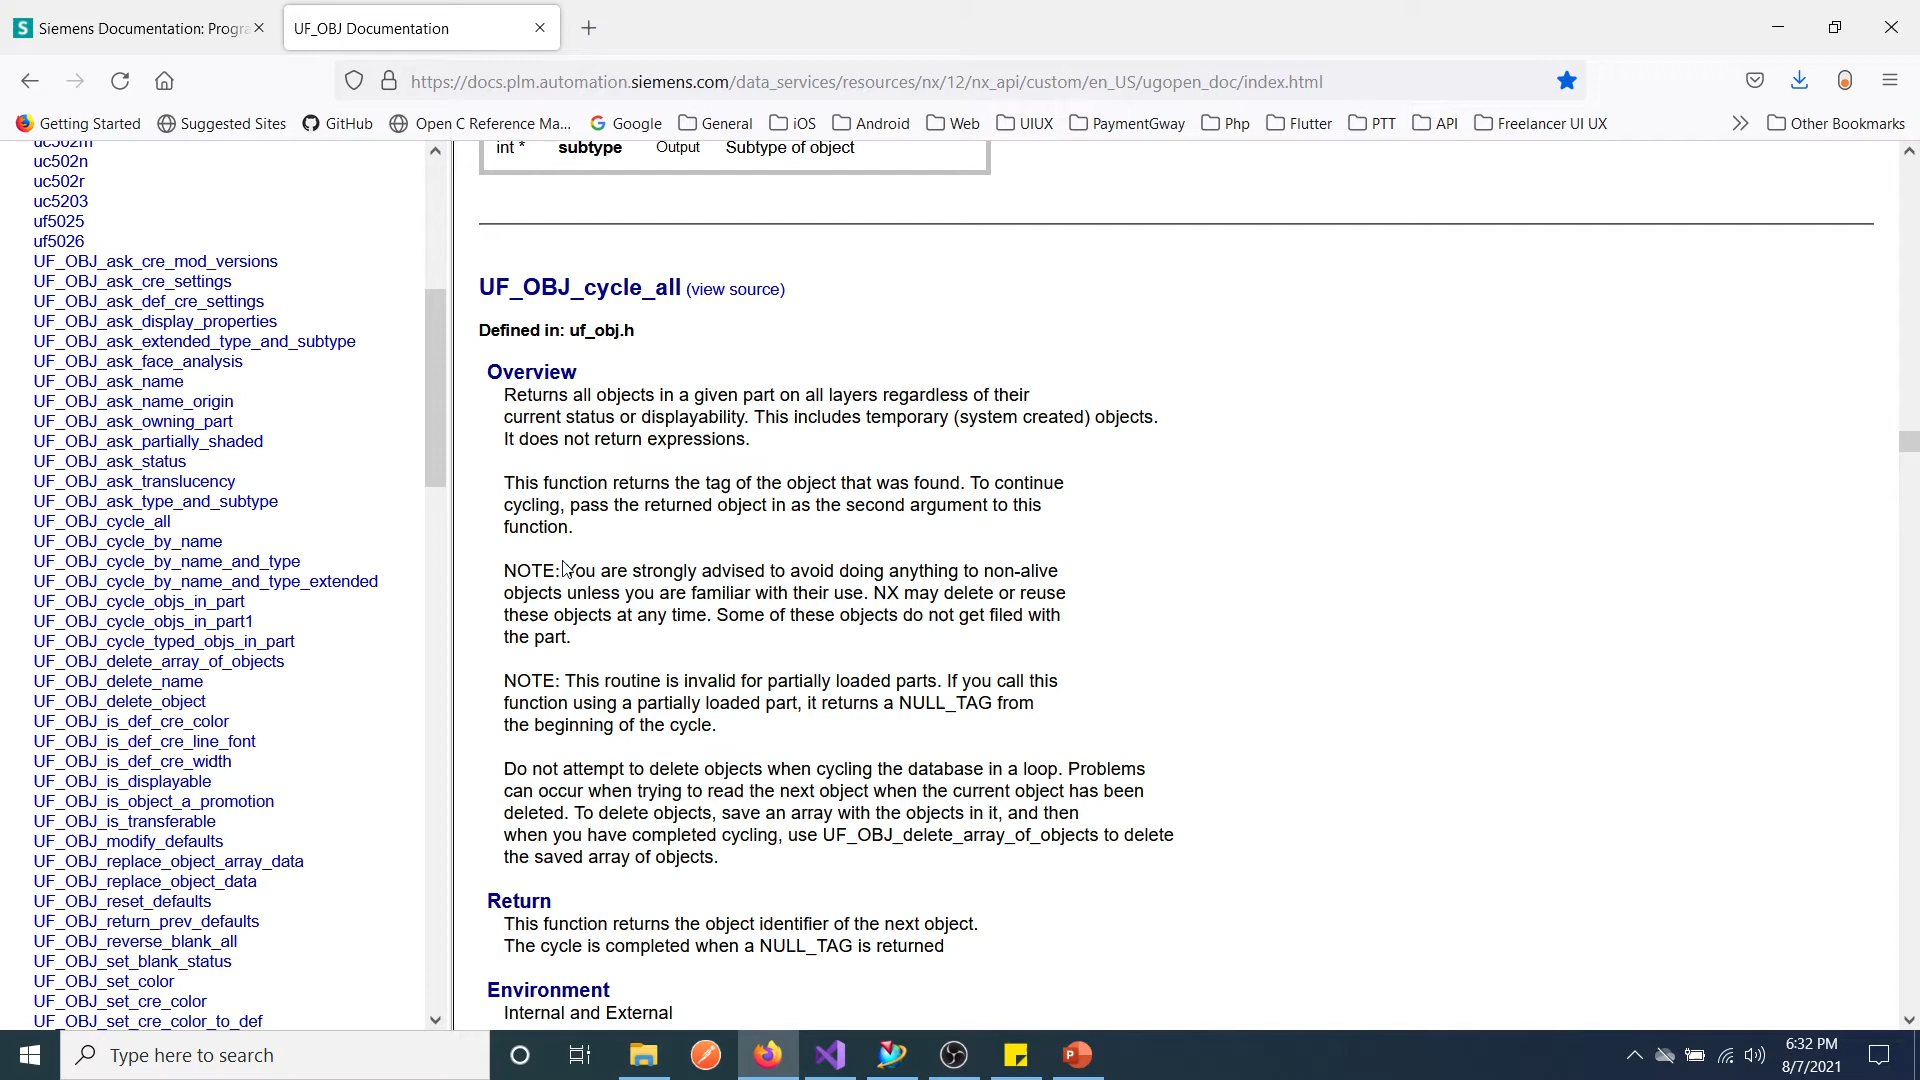 Siemens Documentation: Progra
UF_OBJ Documentation
https://docs.plm.automation.siemens.com/data_services/resources/nx/12/nx_api/custom/en_US/ugopen_doc/index.html
Getting Started
Suggested Sites
GitHub
Open C Reference Ma...
Google
General
iOS
Android
Web
UIUX
PaymentGway
Php
Flutter
PTT
API
Freelancer UI UX
Other Bookmarks
uc502m
uc502n
uc502r
uc5203
uf5025
uf5026
UF_OBJ_ask_cre_mod_versions
UF_OBJ_ask_cre_settings
UF_OBJ_ask_def_cre_settings
UF_OBJ_ask_display_properties
UF_OBJ_ask_extended_type_and_subtype
UF_OBJ_ask_face_analysis
UF_OBJ_ask_name
UF_OBJ_ask_name_origin
UF_OBJ_ask_owning_part
UF_OBJ_ask_partially_shaded
UF_OBJ_ask_status
UF_OBJ_ask_translucency
UF_OBJ_ask_type_and_subtype
UF_OBJ_cycle_all
UF_OBJ_cycle_by_name
UF_OBJ_cycle_by_name_and_type
UF_OBJ_cycle_by_name_and_type_extended
UF_OBJ_cycle_objs_in_part
UF_OBJ_cycle_objs_in_part1
UF_OBJ_cycle_typed_objs_in_part
UF_OBJ_delete_array_of_objects
UF_OBJ_delete_name
UF_OBJ_delete_object
UF_OBJ_is_def_cre_color
UF_OBJ_is_def_cre_line_font
UF_OBJ_is_def_cre_width
UF_OBJ_is_displayable
UF_OBJ_is_object_a_promotion
UF_OBJ_is_transferable
UF_OBJ_modify_defaults
UF_OBJ_replace_object_array_data
UF_OBJ_replace_object_data
UF_OBJ_reset_defaults
UF_OBJ_return_prev_defaults
UF_OBJ_reverse_blank_all
UF_OBJ_set_blank_status
UF_OBJ_set_color
UF_OBJ_set_cre_color
UF_OBJ_set_cre_color_to_def
int * subtype Output Subtype of object
UF_OBJ_cycle_all (view source)
Defined in: uf_obj.h
Overview
Returns all objects in a given part on all layers regardless of their
current status or displayability. This includes temporary (system created) objects.
It does not return expressions.
This function returns the tag of the object that was found. To continue
cycling, pass the returned object in as the second argument to this
function.
NOTE: You are strongly advised to avoid doing anything to non-alive
objects unless you are familiar with their use. NX may delete or reuse
these objects at any time. Some of these objects do not get filed with
the part.
NOTE: This routine is invalid for partially loaded parts. If you call this
function using a partially loaded part, it returns a NULL_TAG from
the beginning of the cycle.
Do not attempt to delete objects when cycling the database in a loop. Problems
can occur when trying to read the next object when the current object has been
deleted. To delete objects, save an array with the objects in it, and then
when you have completed cycling, use UF_OBJ_delete_array_of_objects to delete
the saved array of objects.
Return
This function returns the object identifier of the next object.
The cycle is completed when a NULL_TAG is returned
Environment
Internal and External
Type here to search
6:32 PM
8/7/2021